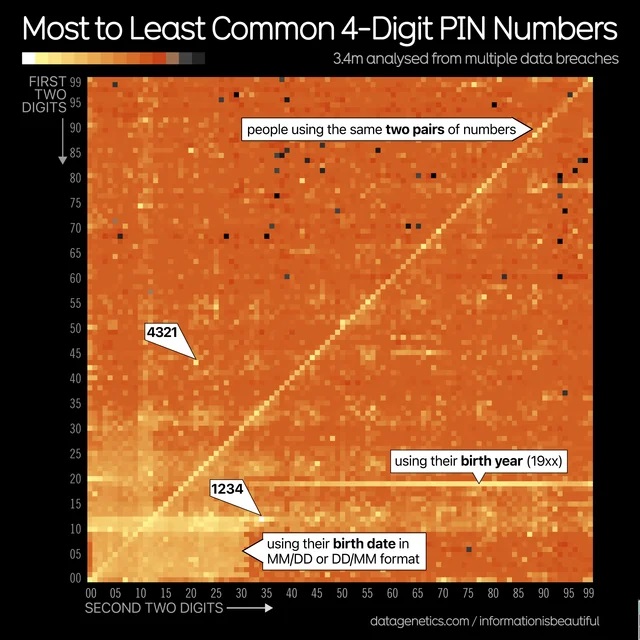 Most to Least Common 4-Digit PIN Numbers
3.4m analysed from multiple data breaches
FIRST
TWO
DIGITS
99
95
90
85
80
75
70
65
60
55
50
45
40
35
30
25
20
15
10
05
00
people using the same two pairs of numbers
4321
using their birth year (19xx)
1234
using their birth date in
MM/DD or DD/MM format
00 05 10 15 20 25 30 35 40 45 50 55 60 65 70 75 80 85 90 95 99
SECOND TWO DIGITS
datagenetics.com / informationisbeautiful